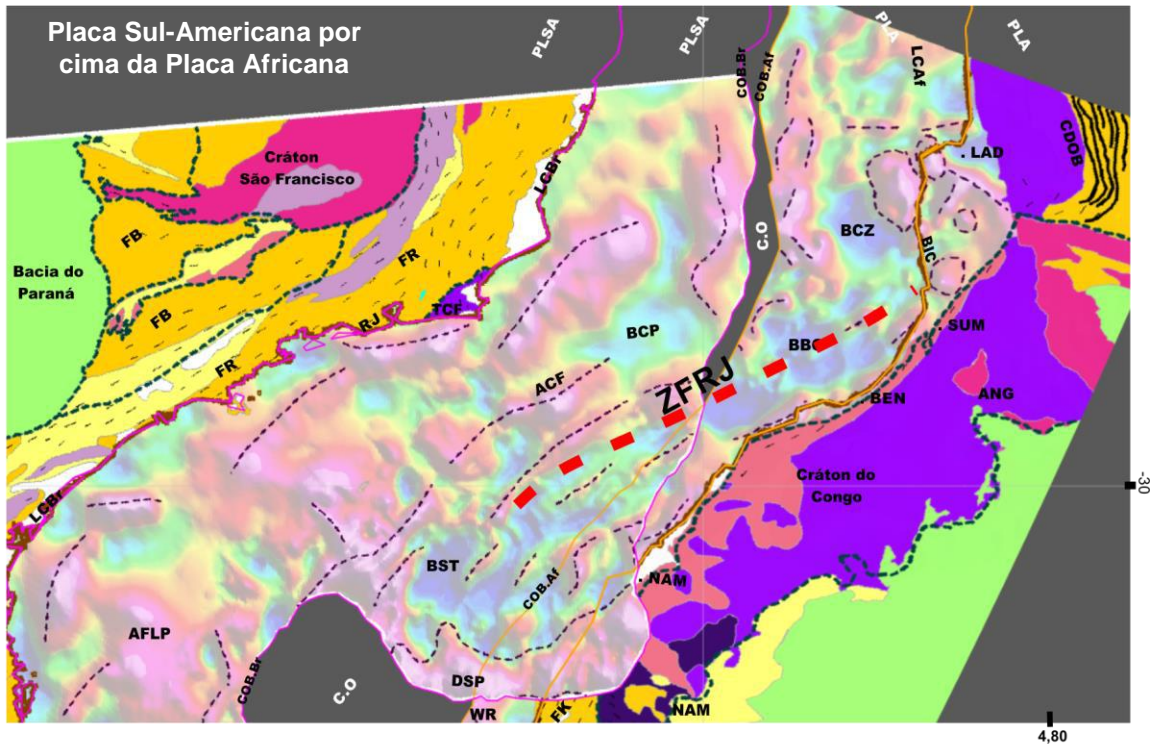 Placa Sul-Americana por
cima da Placa Africana
PLSA
PLSA
PLA
PLA
COB.Br
COB.Af
LCAf
CDOB
LAD
Cráton
São Francisco
LCBr
FB
FR
BCZ
C.O
BIC
Bacia do
Paraná
TCF
RJ
FB
BCP
BBG
SUM
FR
ACF
ZFRJ
BEN
ANG
Cráton do
Congo
-30
LCBr
BST
COB.Af
NAM
AFLP
COB.Br
C.O
DSP
WR
FK
NAM
4,80